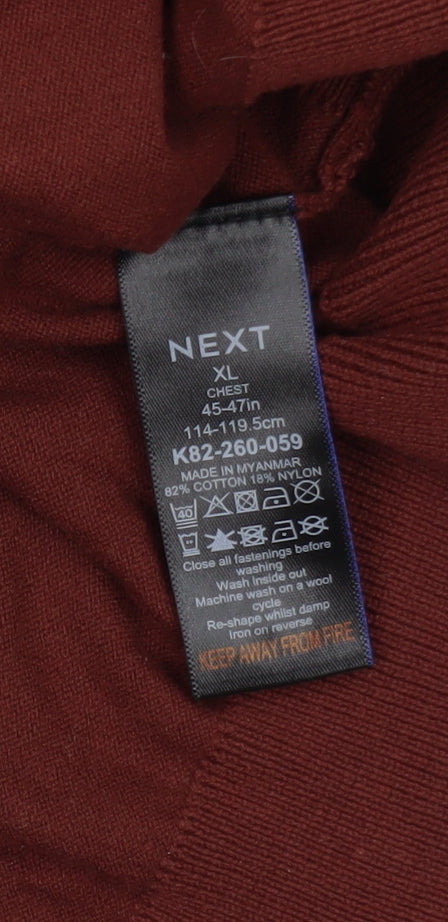 NEXT
XL
CHEST
45-47in
114-119.5cm
K82-260-059
MADE IN MYANMAR
82% COTTON 18% NYLON
40
Close all fastenings before
washing
Wash inside out
Machine wash on a wool
cycle
Re-shape whilst damp
Iron on reverse
KEEP AWAY FROM FIRE